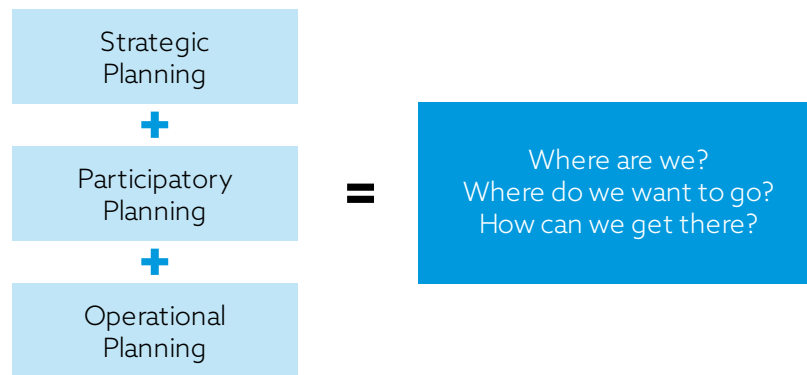 Strategic
Planning
+
Participatory
Planning
+
Operational
Planning
=
Where are we?
Where do we want to go?
How can we get there?